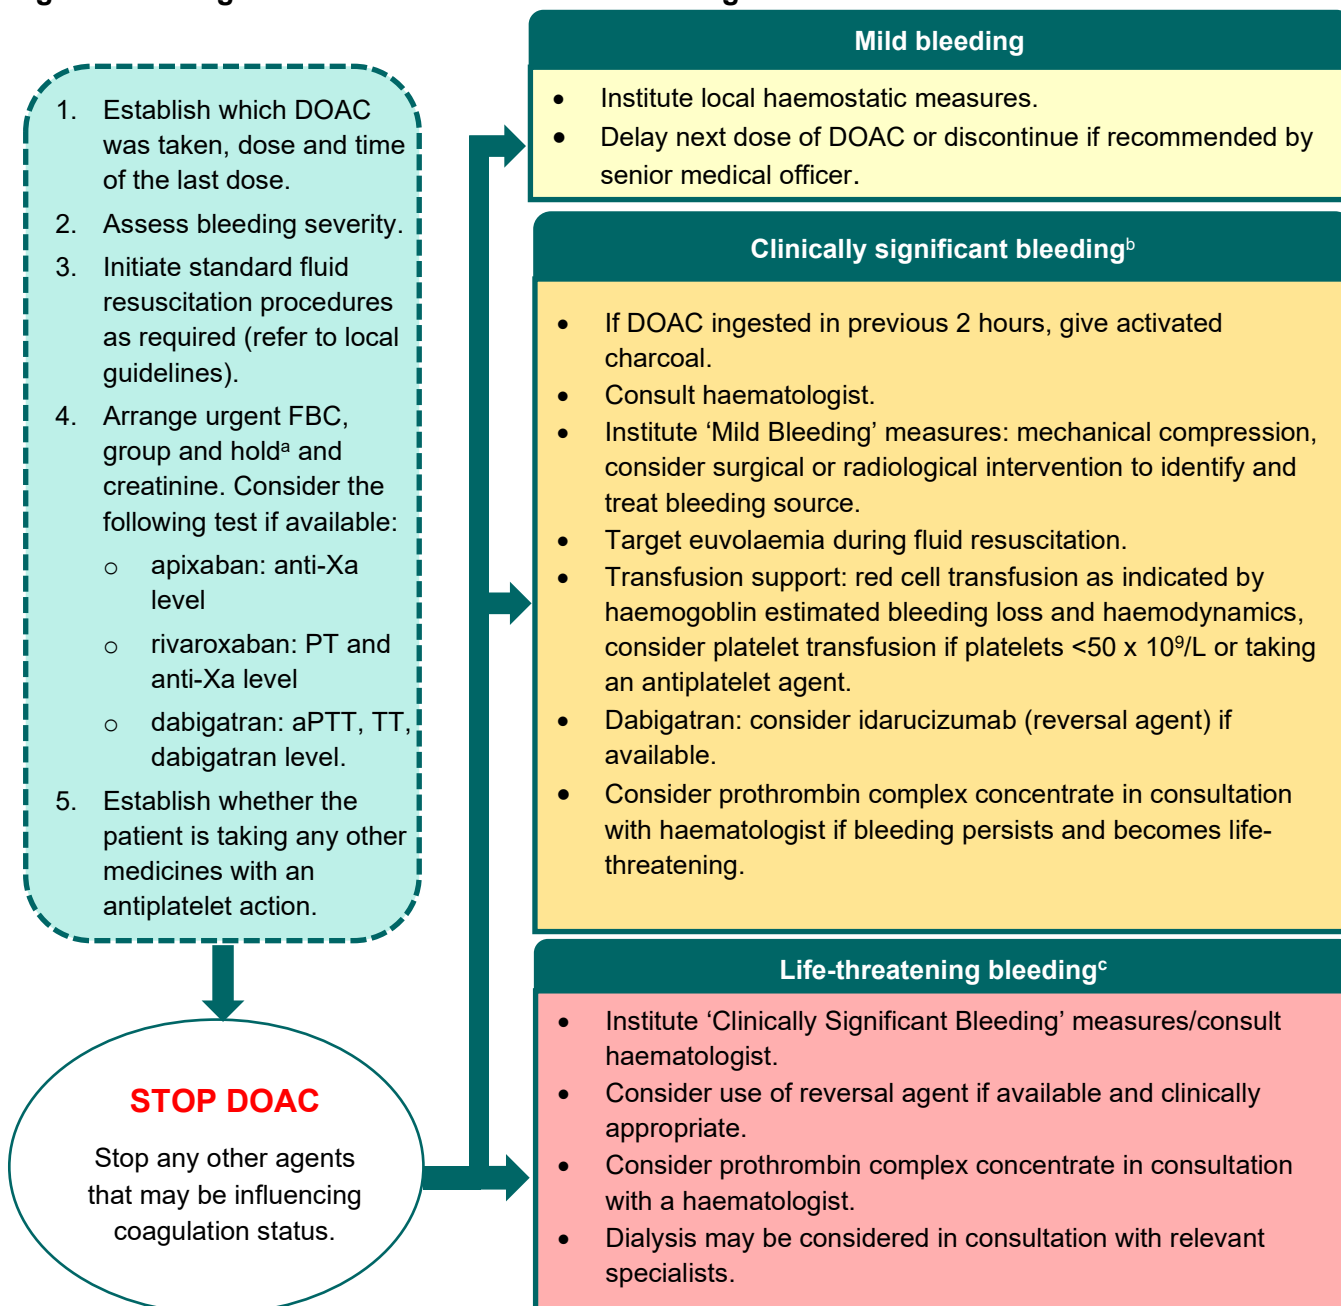 1. Establish which DOAC
was taken, dose and time
of the last dose.
2. Assess bleeding severity.
3. Initiate standard fluid
resuscitation procedures
as required (refer to local
guidelines).
4. Arrange urgent FBC,
group and holdᵃ and
creatinine. Consider the
following test if available:
o apixaban: anti-Xa
level
o rivaroxaban: PT and
anti-Xa level
o dabigatran: aPTT, TT,
dabigatran level.
5. Establish whether the
patient is taking any other
medicines with an
antiplatelet action.
STOP DOAC
Stop any other agents
that may be influencing
coagulation status.
Mild bleeding
• Institute local haemostatic measures.
• Delay next dose of DOAC or discontinue if recommended by
senior medical officer.
Clinically significant bleedingᵇ
• If DOAC ingested in previous 2 hours, give activated
charcoal.
• Consult haematologist.
• Institute ‘Mild Bleeding’ measures: mechanical compression,
consider surgical or radiological intervention to identify and
treat bleeding source.
• Target euvolaemia during fluid resuscitation.
• Transfusion support: red cell transfusion as indicated by
haemogoblin estimated bleeding loss and haemodynamics,
consider platelet transfusion if platelets <50 x 10⁹/L or taking
an antiplatelet agent.
• Dabigatran: consider idarucizumab (reversal agent) if
available.
• Consider prothrombin complex concentrate in consultation
with haematologist if bleeding persists and becomes life-
threatening.
Life-threatening bleedingᶜ
• Institute ‘Clinically Significant Bleeding’ measures/consult
haematologist.
• Consider use of reversal agent if available and clinically
appropriate.
• Consider prothrombin complex concentrate in consultation
with a haematologist.
• Dialysis may be considered in consultation with relevant
specialists.